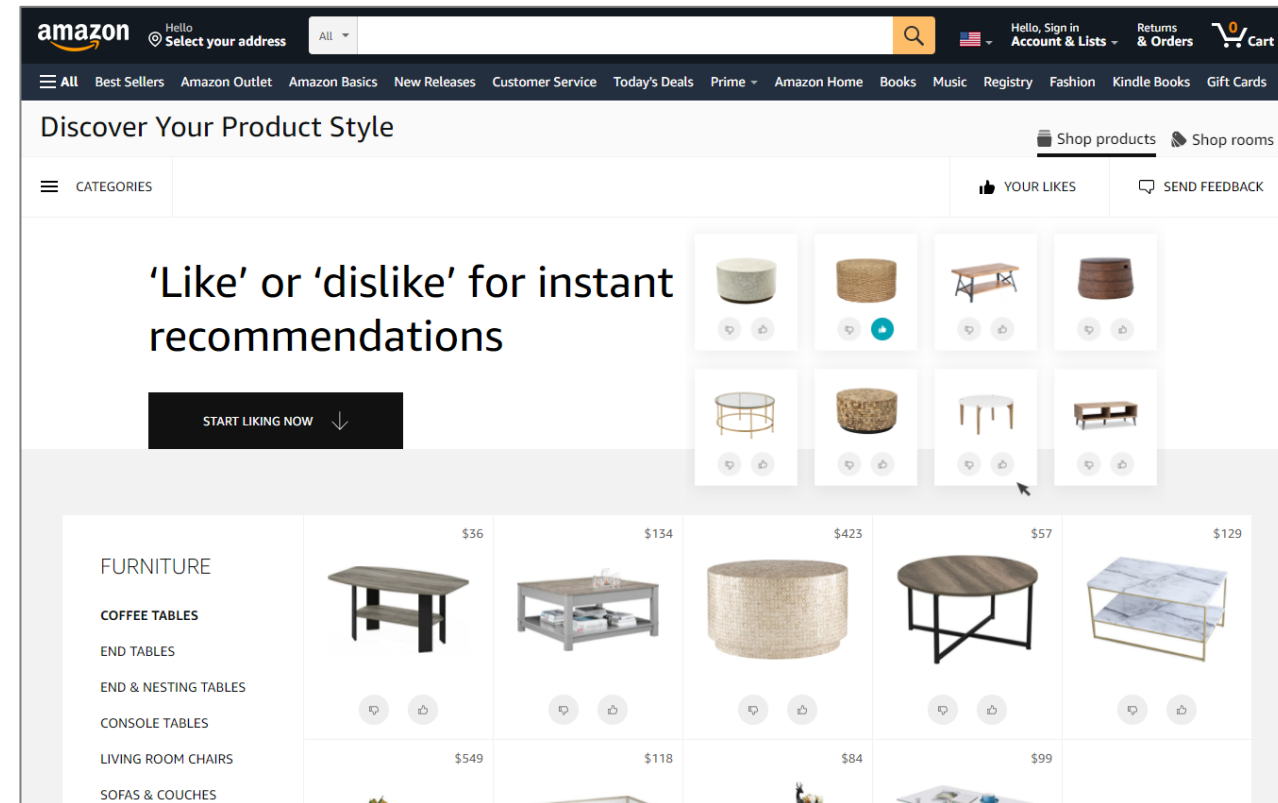 amazon
Hello
Select your address
All
0
Hello, Sign in
Account & Lists
Returns
& Orders
Cart
All Best Sellers Amazon Outlet Amazon Basics New Releases Customer Service Today's Deals Prime Amazon Home Books Music Registry Fashion Kindle Books Gift Cards
Discover Your Product Style
Shop products Shop rooms
CATEGORIES YOUR LIKES SEND FEEDBACK
‘Like’ or ‘dislike’ for instant
recommendations
START LIKING NOW
$36 $134 $423 $57 $129
FURNITURE
COFFEE TABLES
END TABLES
END & NESTING TABLES
CONSOLE TABLES
LIVING ROOM CHAIRS
$549 $118 $84 $99
SOFAS & COUCHES